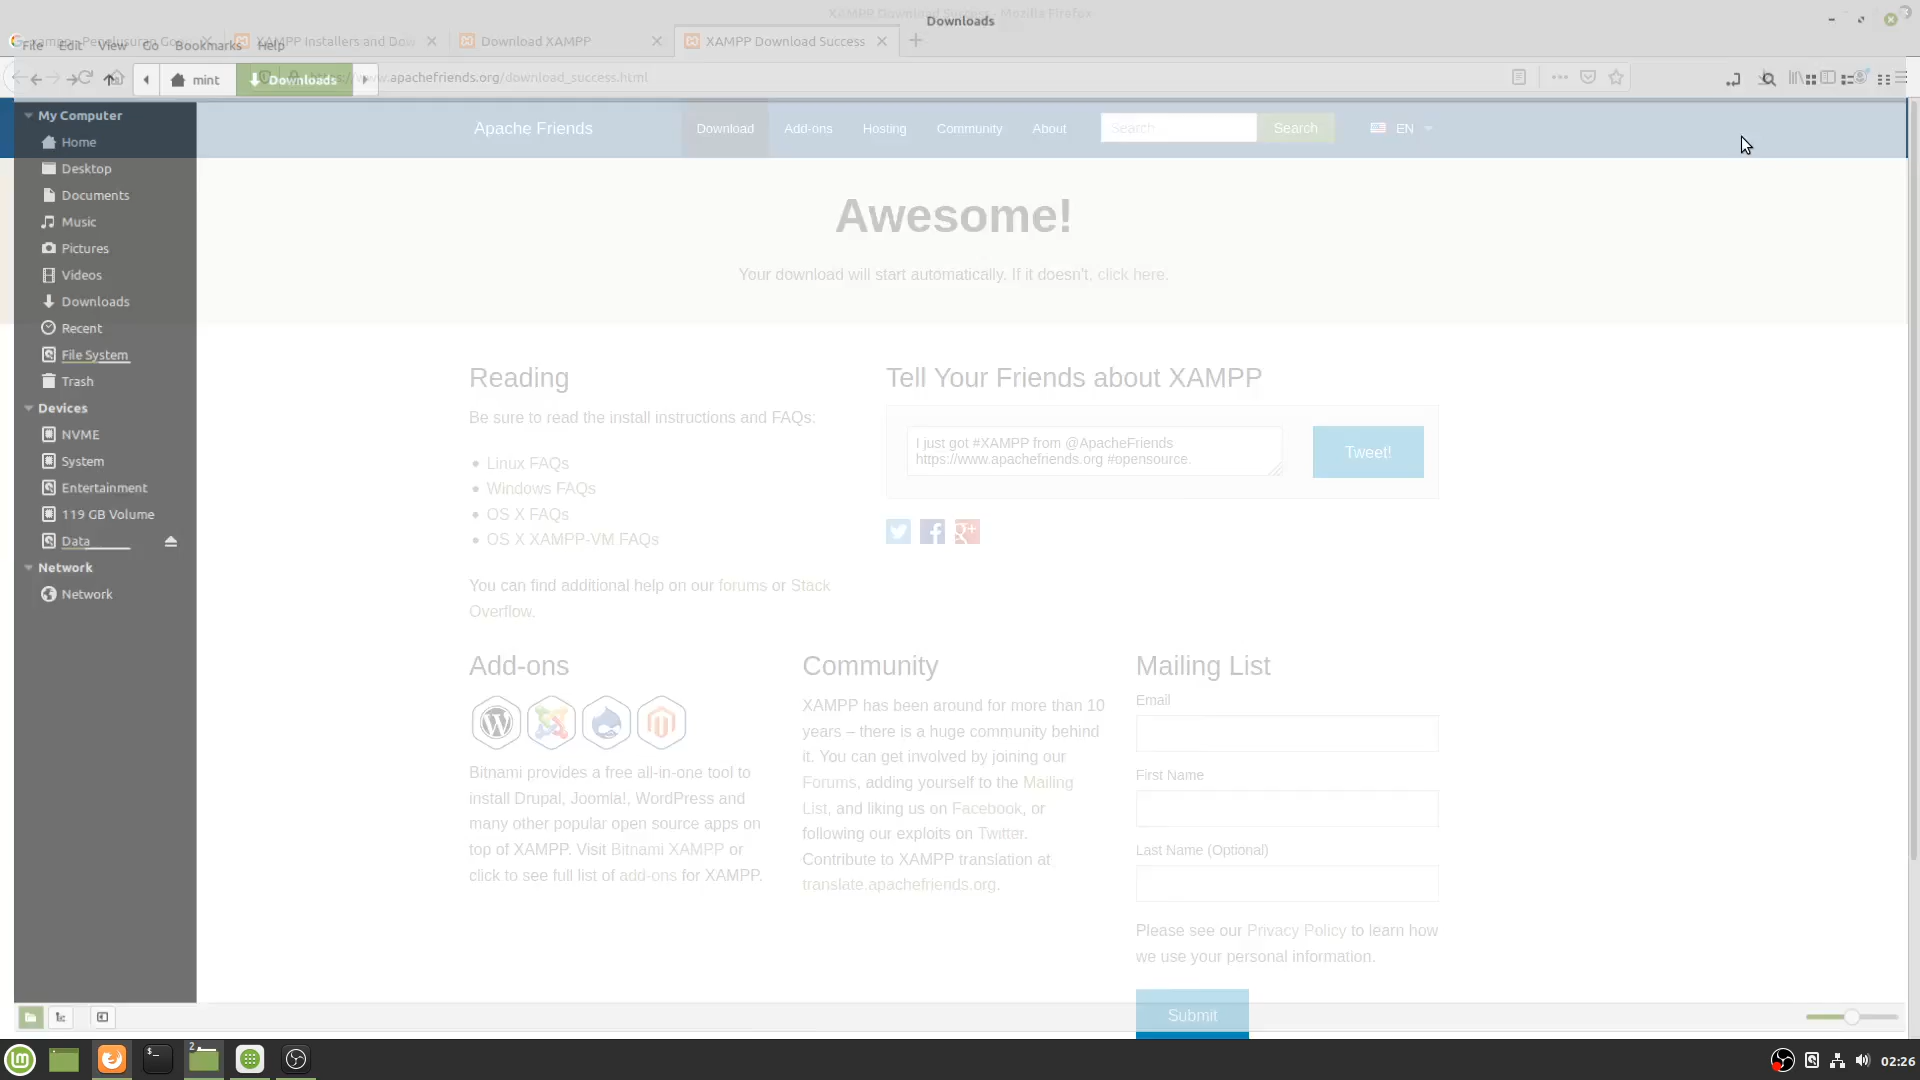 XAMPP Download Success - Mozilla Firefox
Downloads
File Edit View Go Bookmarks Help
XAMPP Installers and Dow
Download XAMPP
XAMPP Download Success
mint
Downloads
www.apachefriends.org/download_success.html
My Computer
Home
Desktop
Documents
Music
Pictures
Videos
Downloads
Recent
File System
Trash
Devices
NVME
System
Entertainment
119 GB Volume
Data
Network
Network
Apache Friends
Download
Add-ons
Hosting
Community
About
Search...
Search
EN
Awesome!
Your download will start automatically. If it doesn't, click here.
Reading
Be sure to read the install instructions and FAQs:
Linux FAQs
Windows FAQs
OS X FAQs
OS X XAMPP-VM FAQs
You can find additional help on our forums or Stack
Overflow.
Tell Your Friends about XAMPP
I just got #XAMPP from @ApacheFriends
https://www.apachefriends.org #opensource.
Tweet!
Add-ons
Bitnami provides a free all-in-one tool to
install Drupal, Joomla!, WordPress and
many other popular open source apps on
top of XAMPP. Visit Bitnami XAMPP or
click to see full list of add-ons for XAMPP.
Community
XAMPP has been around for more than 10
years – there is a huge community behind
it. You can get involved by joining our
Forums, adding yourself to the Mailing
List, and liking us on Facebook, or
following our exploits on Twitter.
Contribute to XAMPP translation at
translate.apachefriends.org.
Mailing List
Email
First Name
Last Name (Optional)
Please see our Privacy Policy to learn how
we use your personal information.
Submit
2
02:26